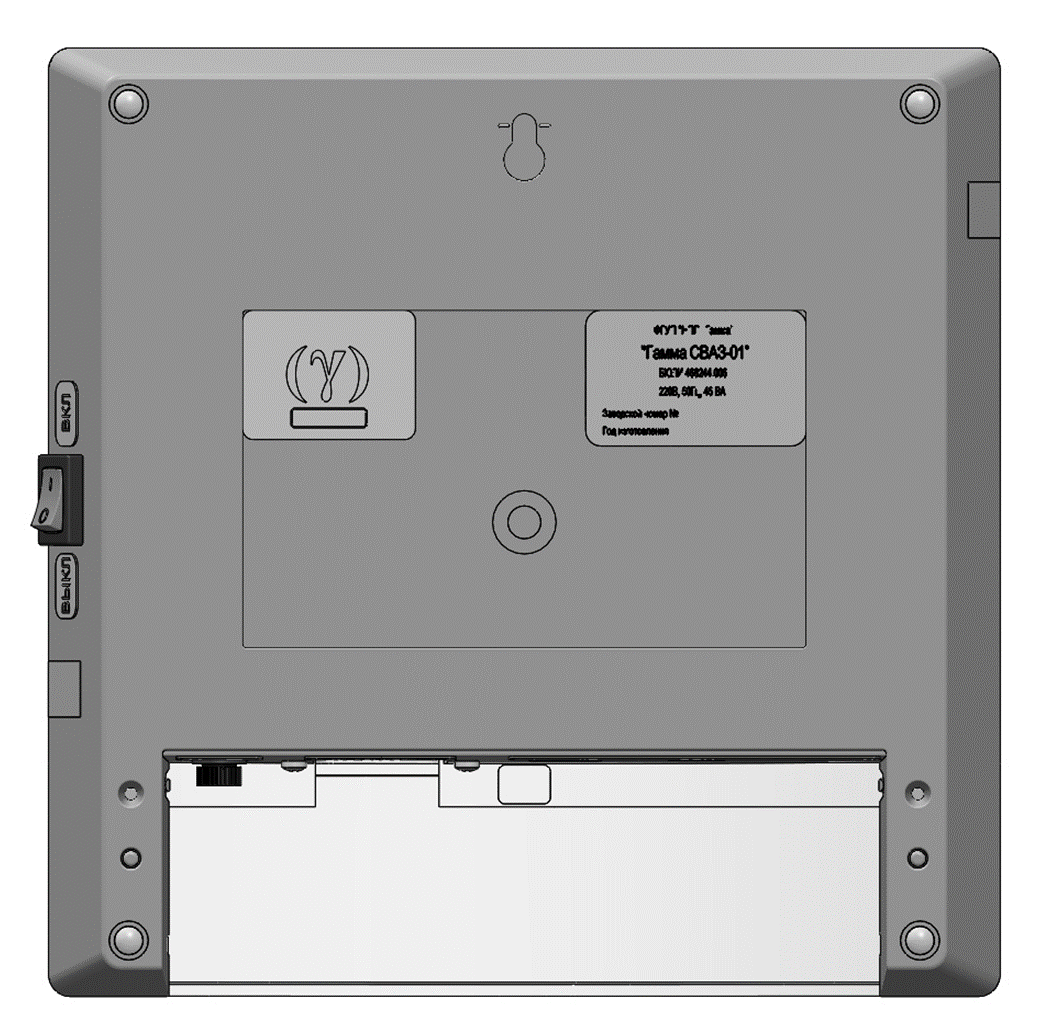 (γ)
"Гамма СВАЗ-01"
220В, 50Гц, 45 ВА
Заводской номер №
Год изготовления
ВКЛ
ВЫКЛ